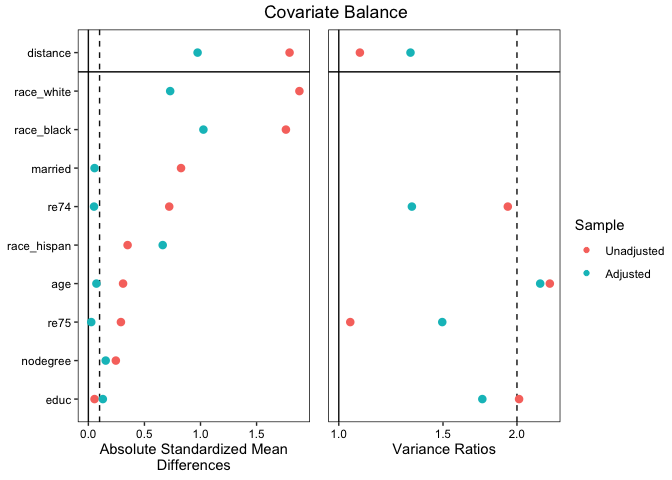 Covariate Balance
distance
race_white
race_black
married
re74
race_hispan
age
re75
nodegree
educ
0.0 0.5 1.0 1.5
Absolute Standardized Mean
Differences
1.0 1.5 2.0
Variance Ratios
Sample
Unadjusted
Adjusted